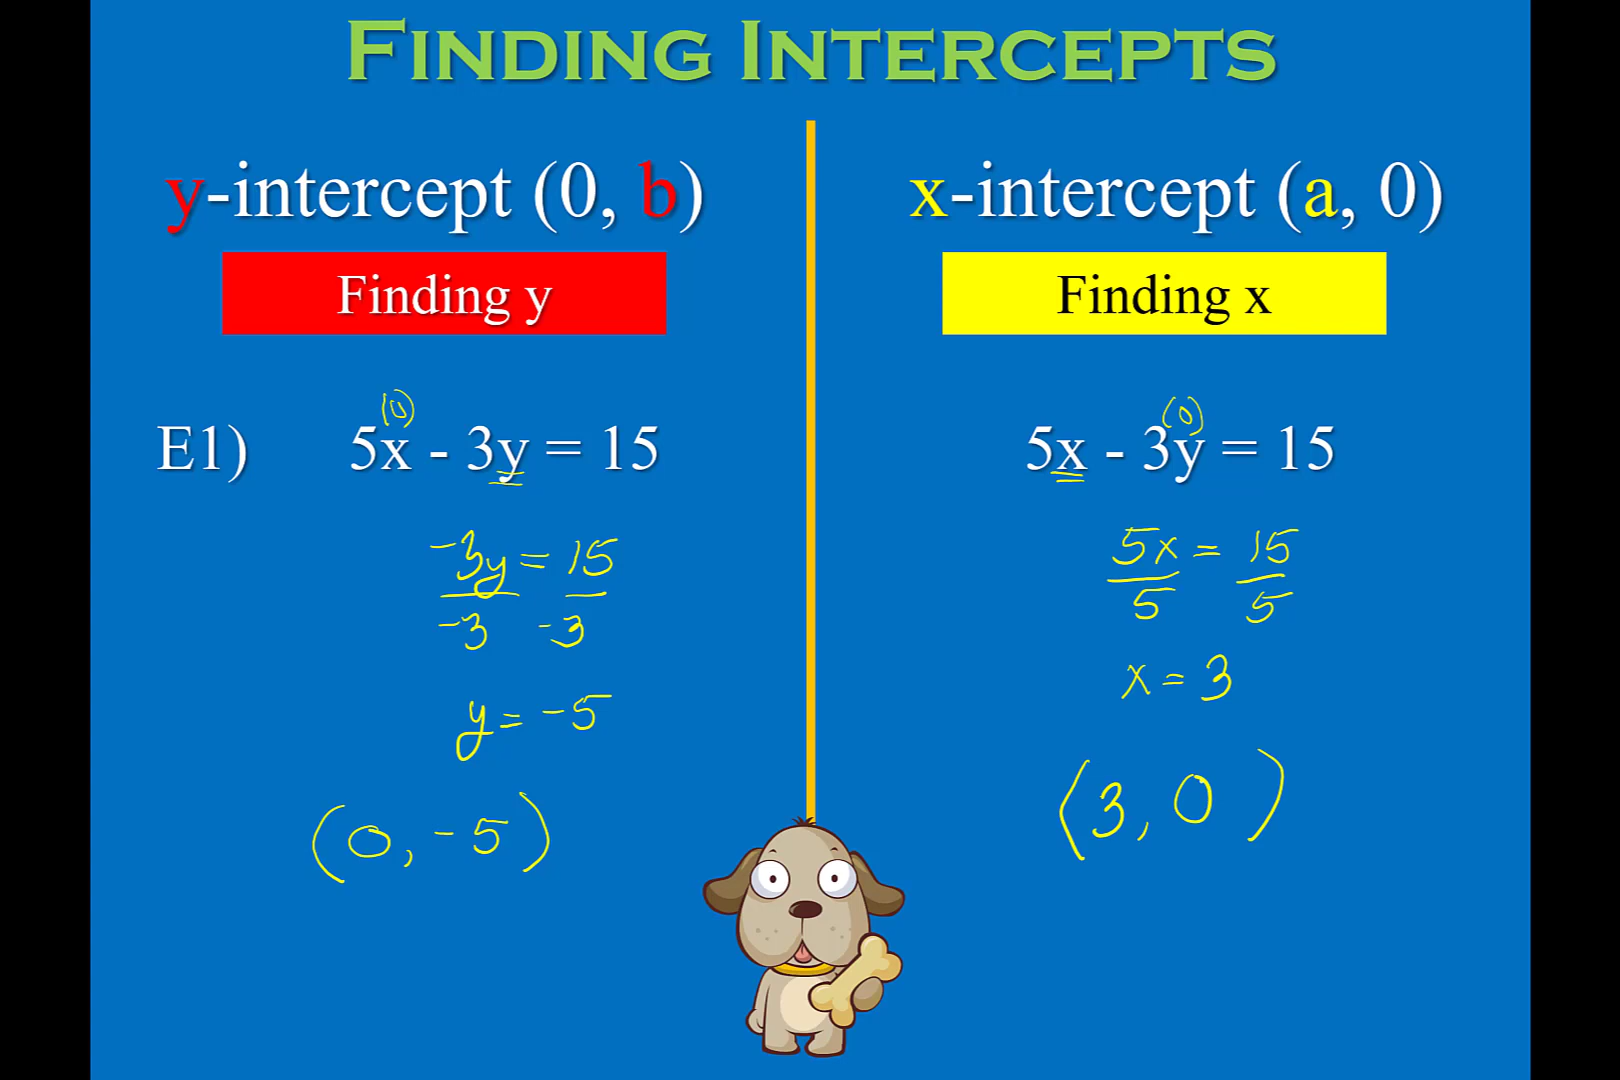 FINDING INTERCEPTS
y-intercept (0, b)
Finding y
E1) 5x - 3y = 15
(0)
-3y = 15
-3 -3
y = -5
(0, -5)
x-intercept (a, 0)
Finding x
5x - 3y = 15
(0)
5x = 15
5 5
x = 3
(3, 0)